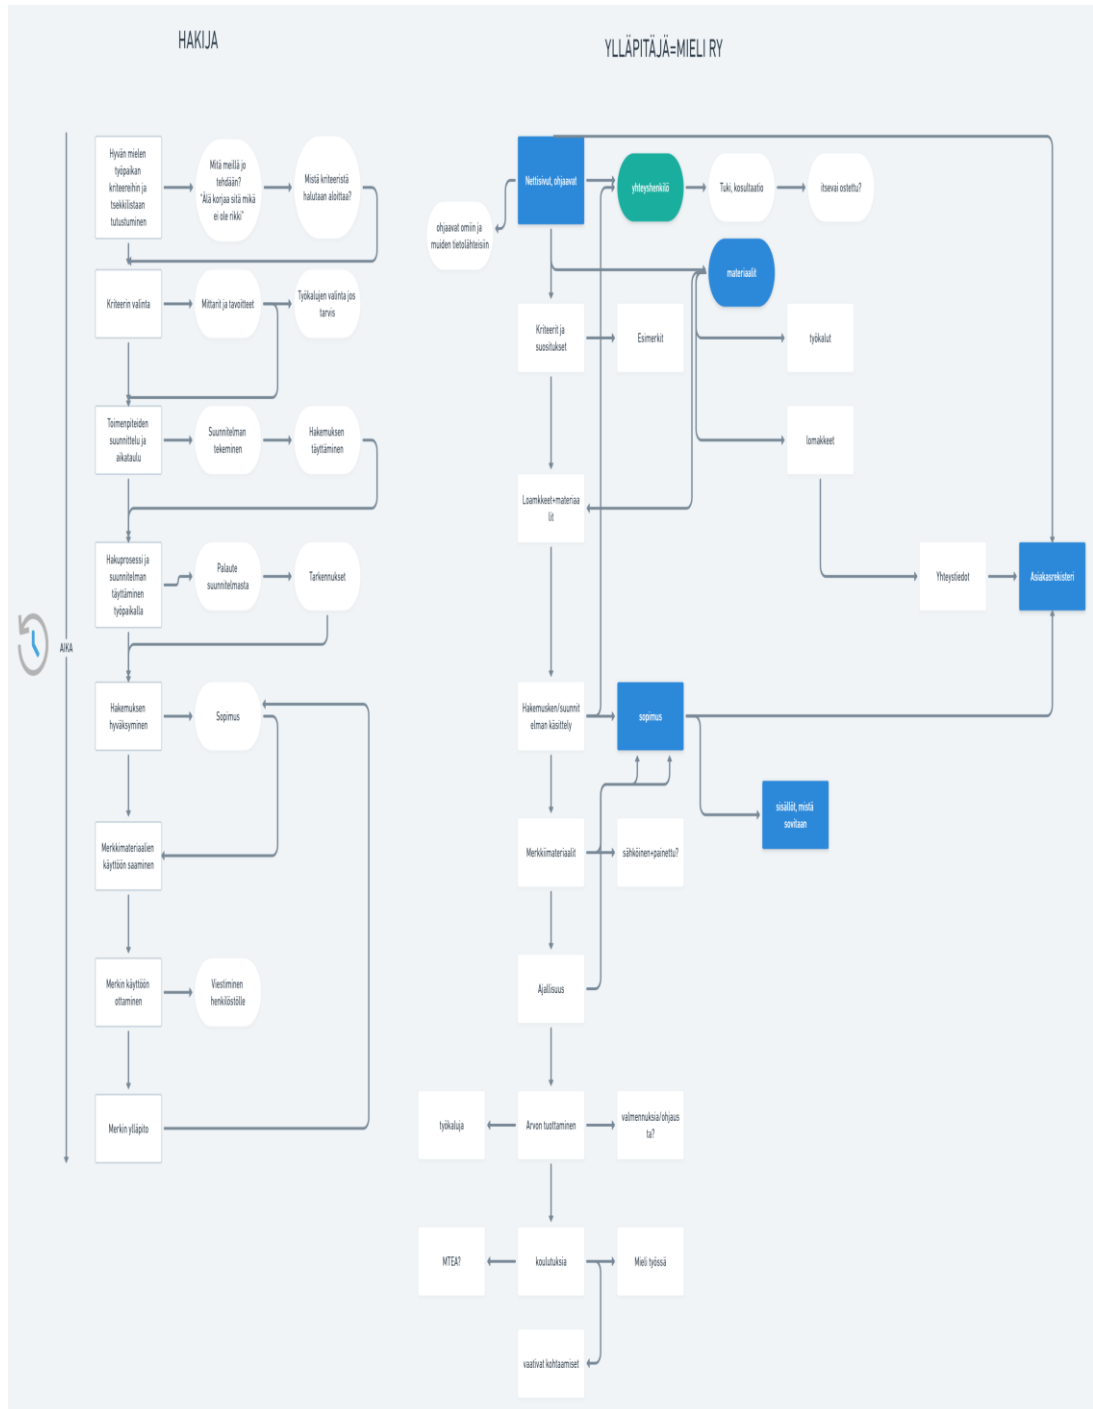 HAKIJA
YLLÄPITÄJÄ=MIELI RY
Hyvän mielen
työpaikan
kriteereihin ja
tsekkilistaan
tutustuminen
Mitä meillä jo
tehdään?
"Älä korjaa sitä mikä
ei ole rikki"
Mistä kriteeristä
halutaan aloittaa?
Kriteerin valinta
Mittarit ja tavoitteet
Työkalujen valinta jos
tarvis
Toimenpiteiden
suunnittelu ja
aikataulu
Suunnitelman
tekeminen
Hakemuksen
täyttäminen
Hakuprosessi ja
suunnitelman
täyttäminen
työpaikalla
Palaute
suunnitelmasta
Tarkennukset
AIKA
Hakemuksen
hyväksyminen
Sopimus
Merkkimateriaalien
käyttöön saaminen
Merkin käyttöön
ottaminen
Viestiminen
henkilöstölle
Merkin ylläpito
Nettisivut, ohjaavat
yhteyshenkilö
Tuki, kosultaatio
itsevai ostettu?
ohjaavat omiin ja
muiden tietolähteisiin
materiaalit
Kriteerit ja
suositukset
Esimerkit
työkalut
lomakkeet
Loamkkeet+materiaa
lit
Yhteystiedot
Asiakasrekisteri
Hakemusken/suunnit
elman käsittely
sopimus
sisällöt, mistä
sovitaan
Merkkiimateriaalit
sähköinen+painettu?
Ajallisuus
työkaluja
Arvon tuottaminen
valmennuksia/ohjaus
ta?
MTEA?
koulutuksia
Mieli työssä
vaativat kohtaamiset